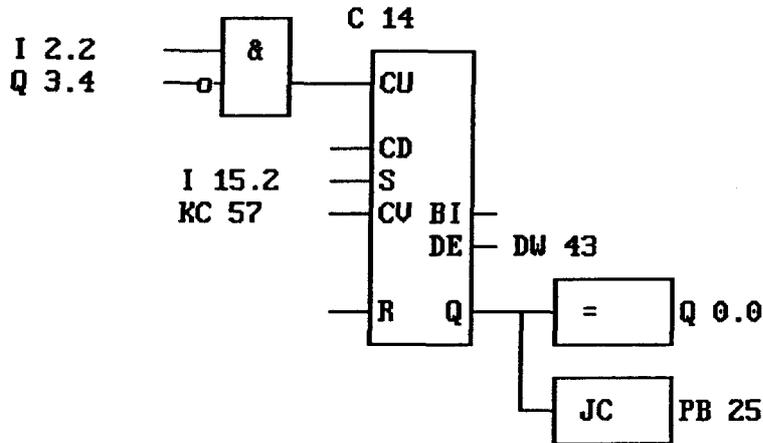 C 14
I 2.2 &
Q 3.4 CU
CD
I 15.2 S
KC 57 CV BI
DE DW 43
R Q = Q 0.0
JC PB 25